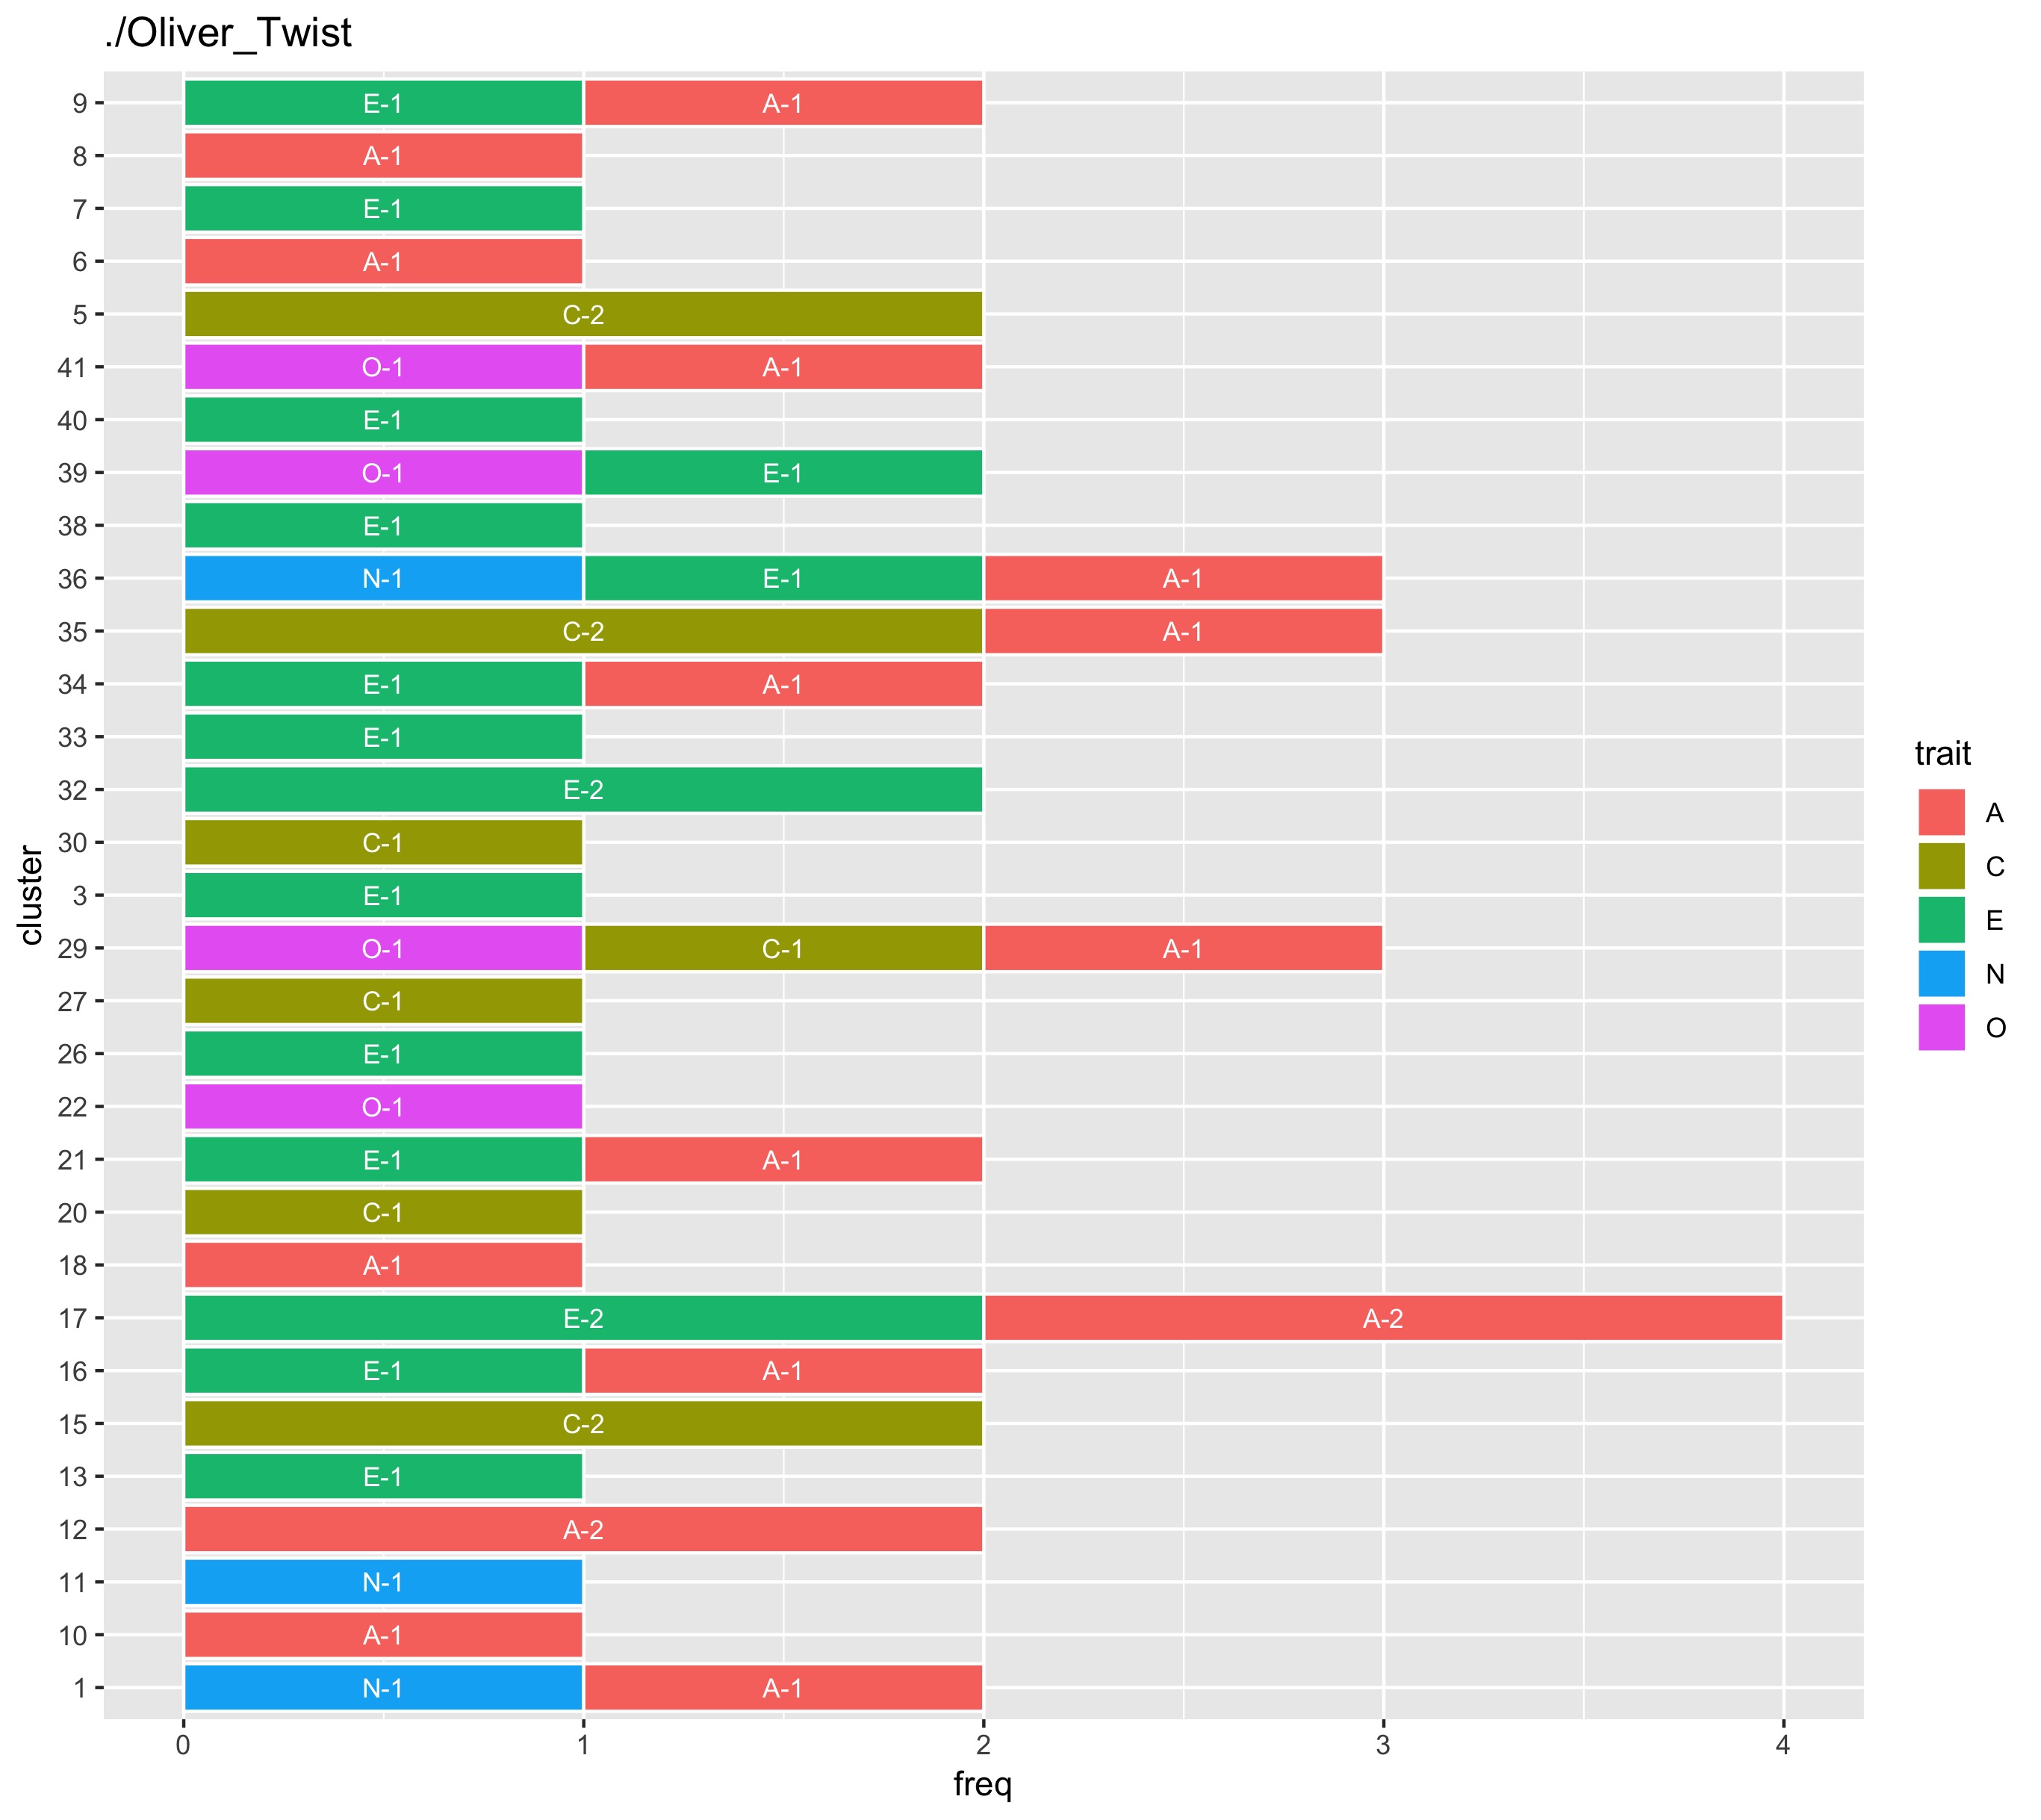 ./Oliver_Twist
9 E-1 A-1
8 A-1
7 E-1
6 A-1
5 C-2
41 O-1 A-1
40 E-1
39 O-1 E-1
38 E-1
36 N-1 E-1 A-1
35 C-2 A-1
34 E-1 A-1
33 E-1
32 E-2
30 C-1
3 E-1
29 O-1 C-1 A-1
27 C-1
26 E-1
22 O-1
21 E-1 A-1
20 C-1
18 A-1
17 E-2 A-2
16 E-1 A-1
15 C-2
13 E-1
12 A-2
11 N-1
10 A-1
1 N-1 A-1
0 1 2 3 4
freq
cluster
trait
A
C
E
N
O